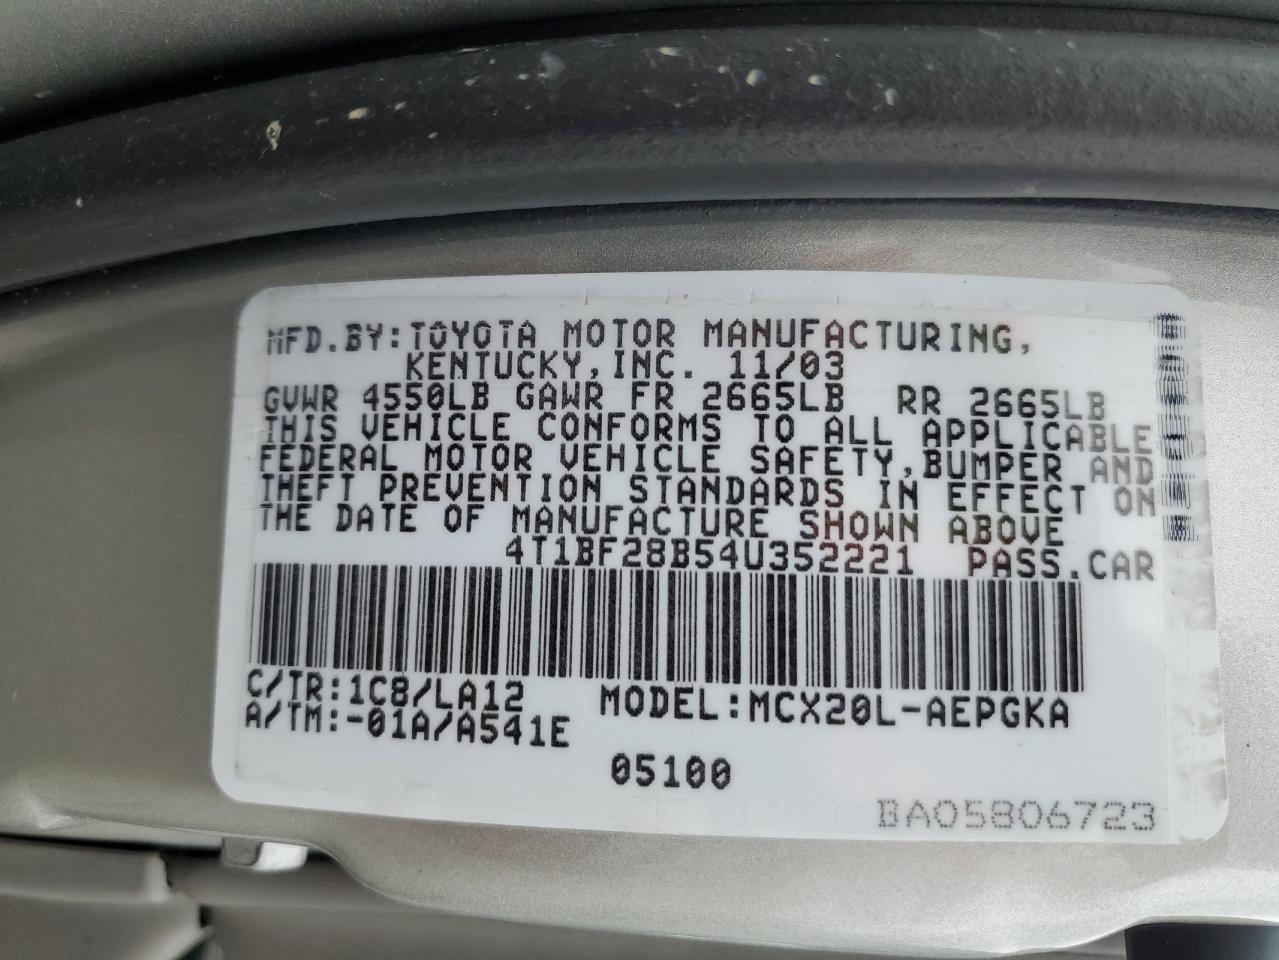 MFD.BY:TOYOTA MOTOR MANUFACTURING,
KENTUCKY,INC. 11/03
GVWR 4550LB GAWR FR 2665LB RR 2665LB
THIS VEHICLE CONFORMS TO ALL APPLICABLE
FEDERAL MOTOR VEHICLE SAFETY,BUMPER AND
THEFT PREVENTION STANDARDS IN EFFECT ON
THE DATE OF MANUFACTURE SHOWN ABOVE
4T1BF28B54U352221 PASS.CAR
C/TR:1C8/LA12 MODEL:MCX20L-AEPGKA
A/TM:-01A/A541E
05100
BA05806723